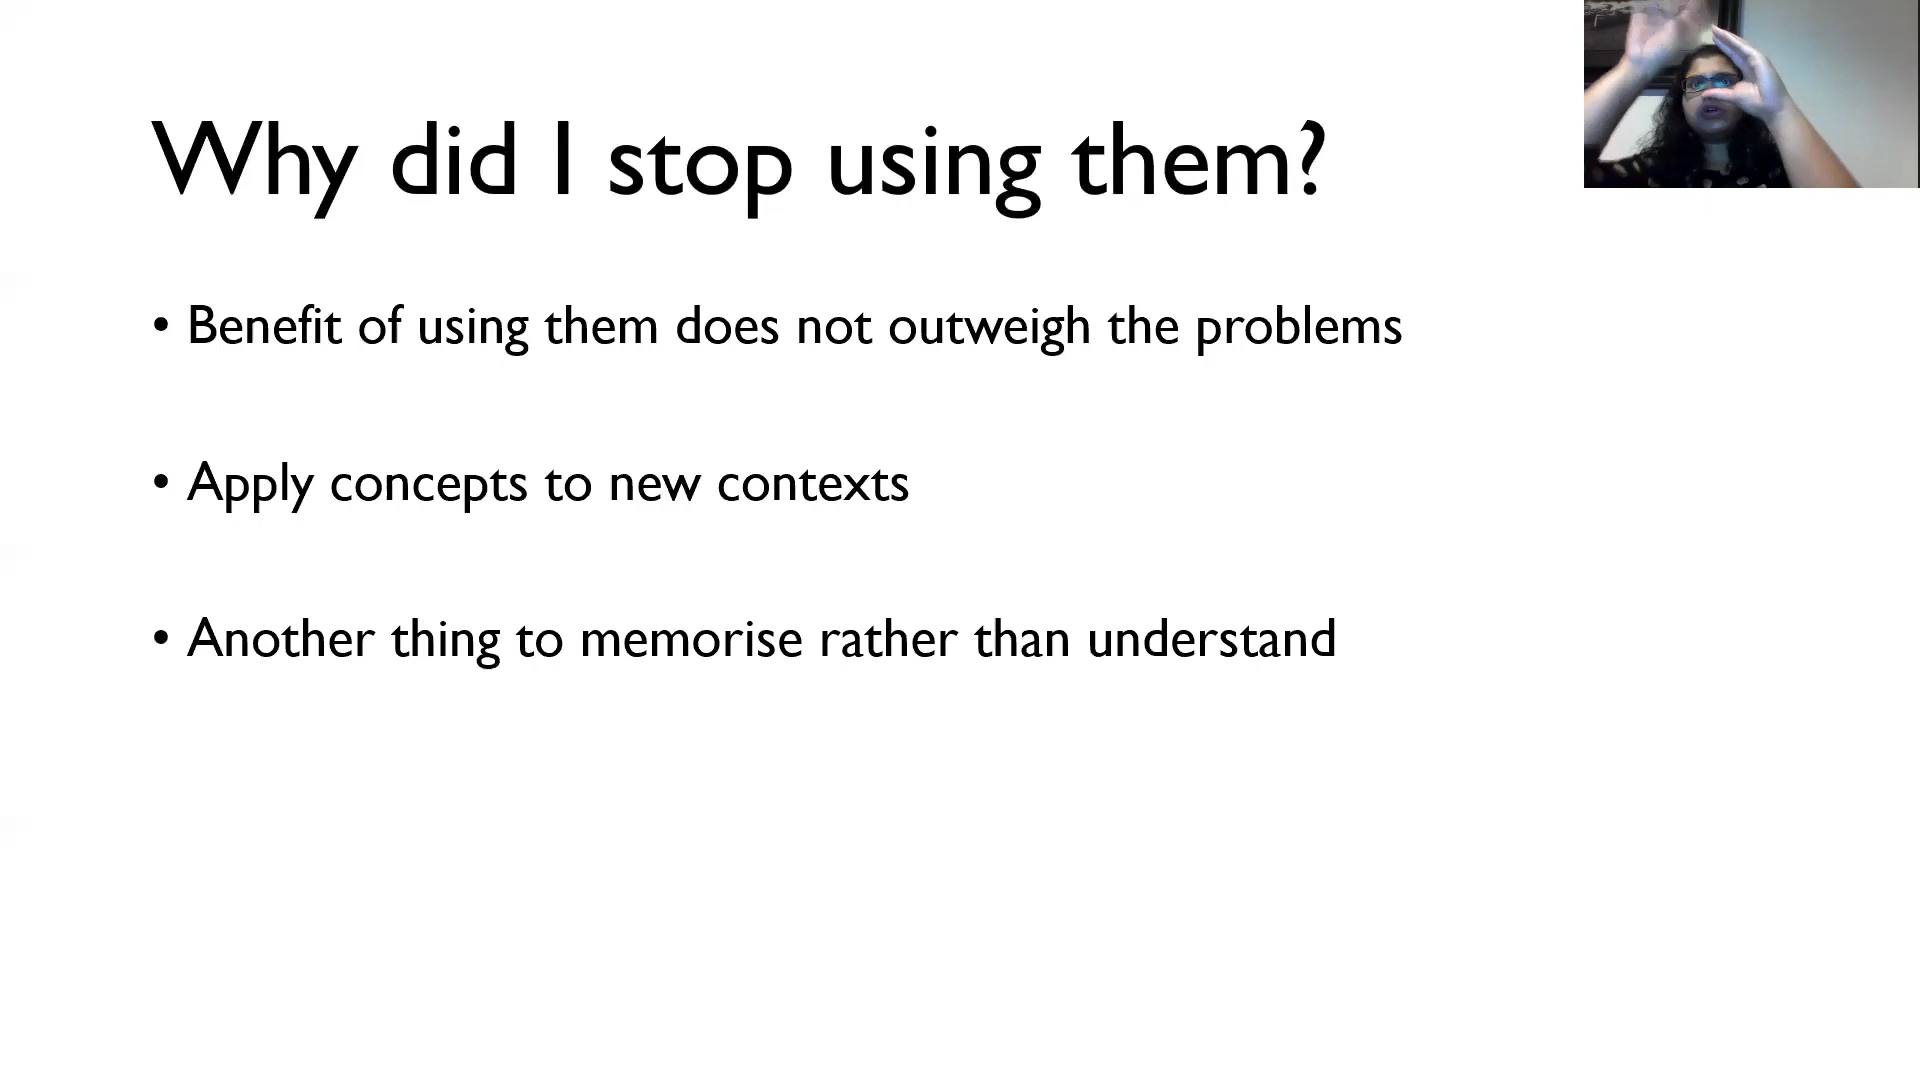 Why did I stop using them?
• Benefit of using them does not outweigh the problems
• Apply concepts to new contexts
• Another thing to memorise rather than understand